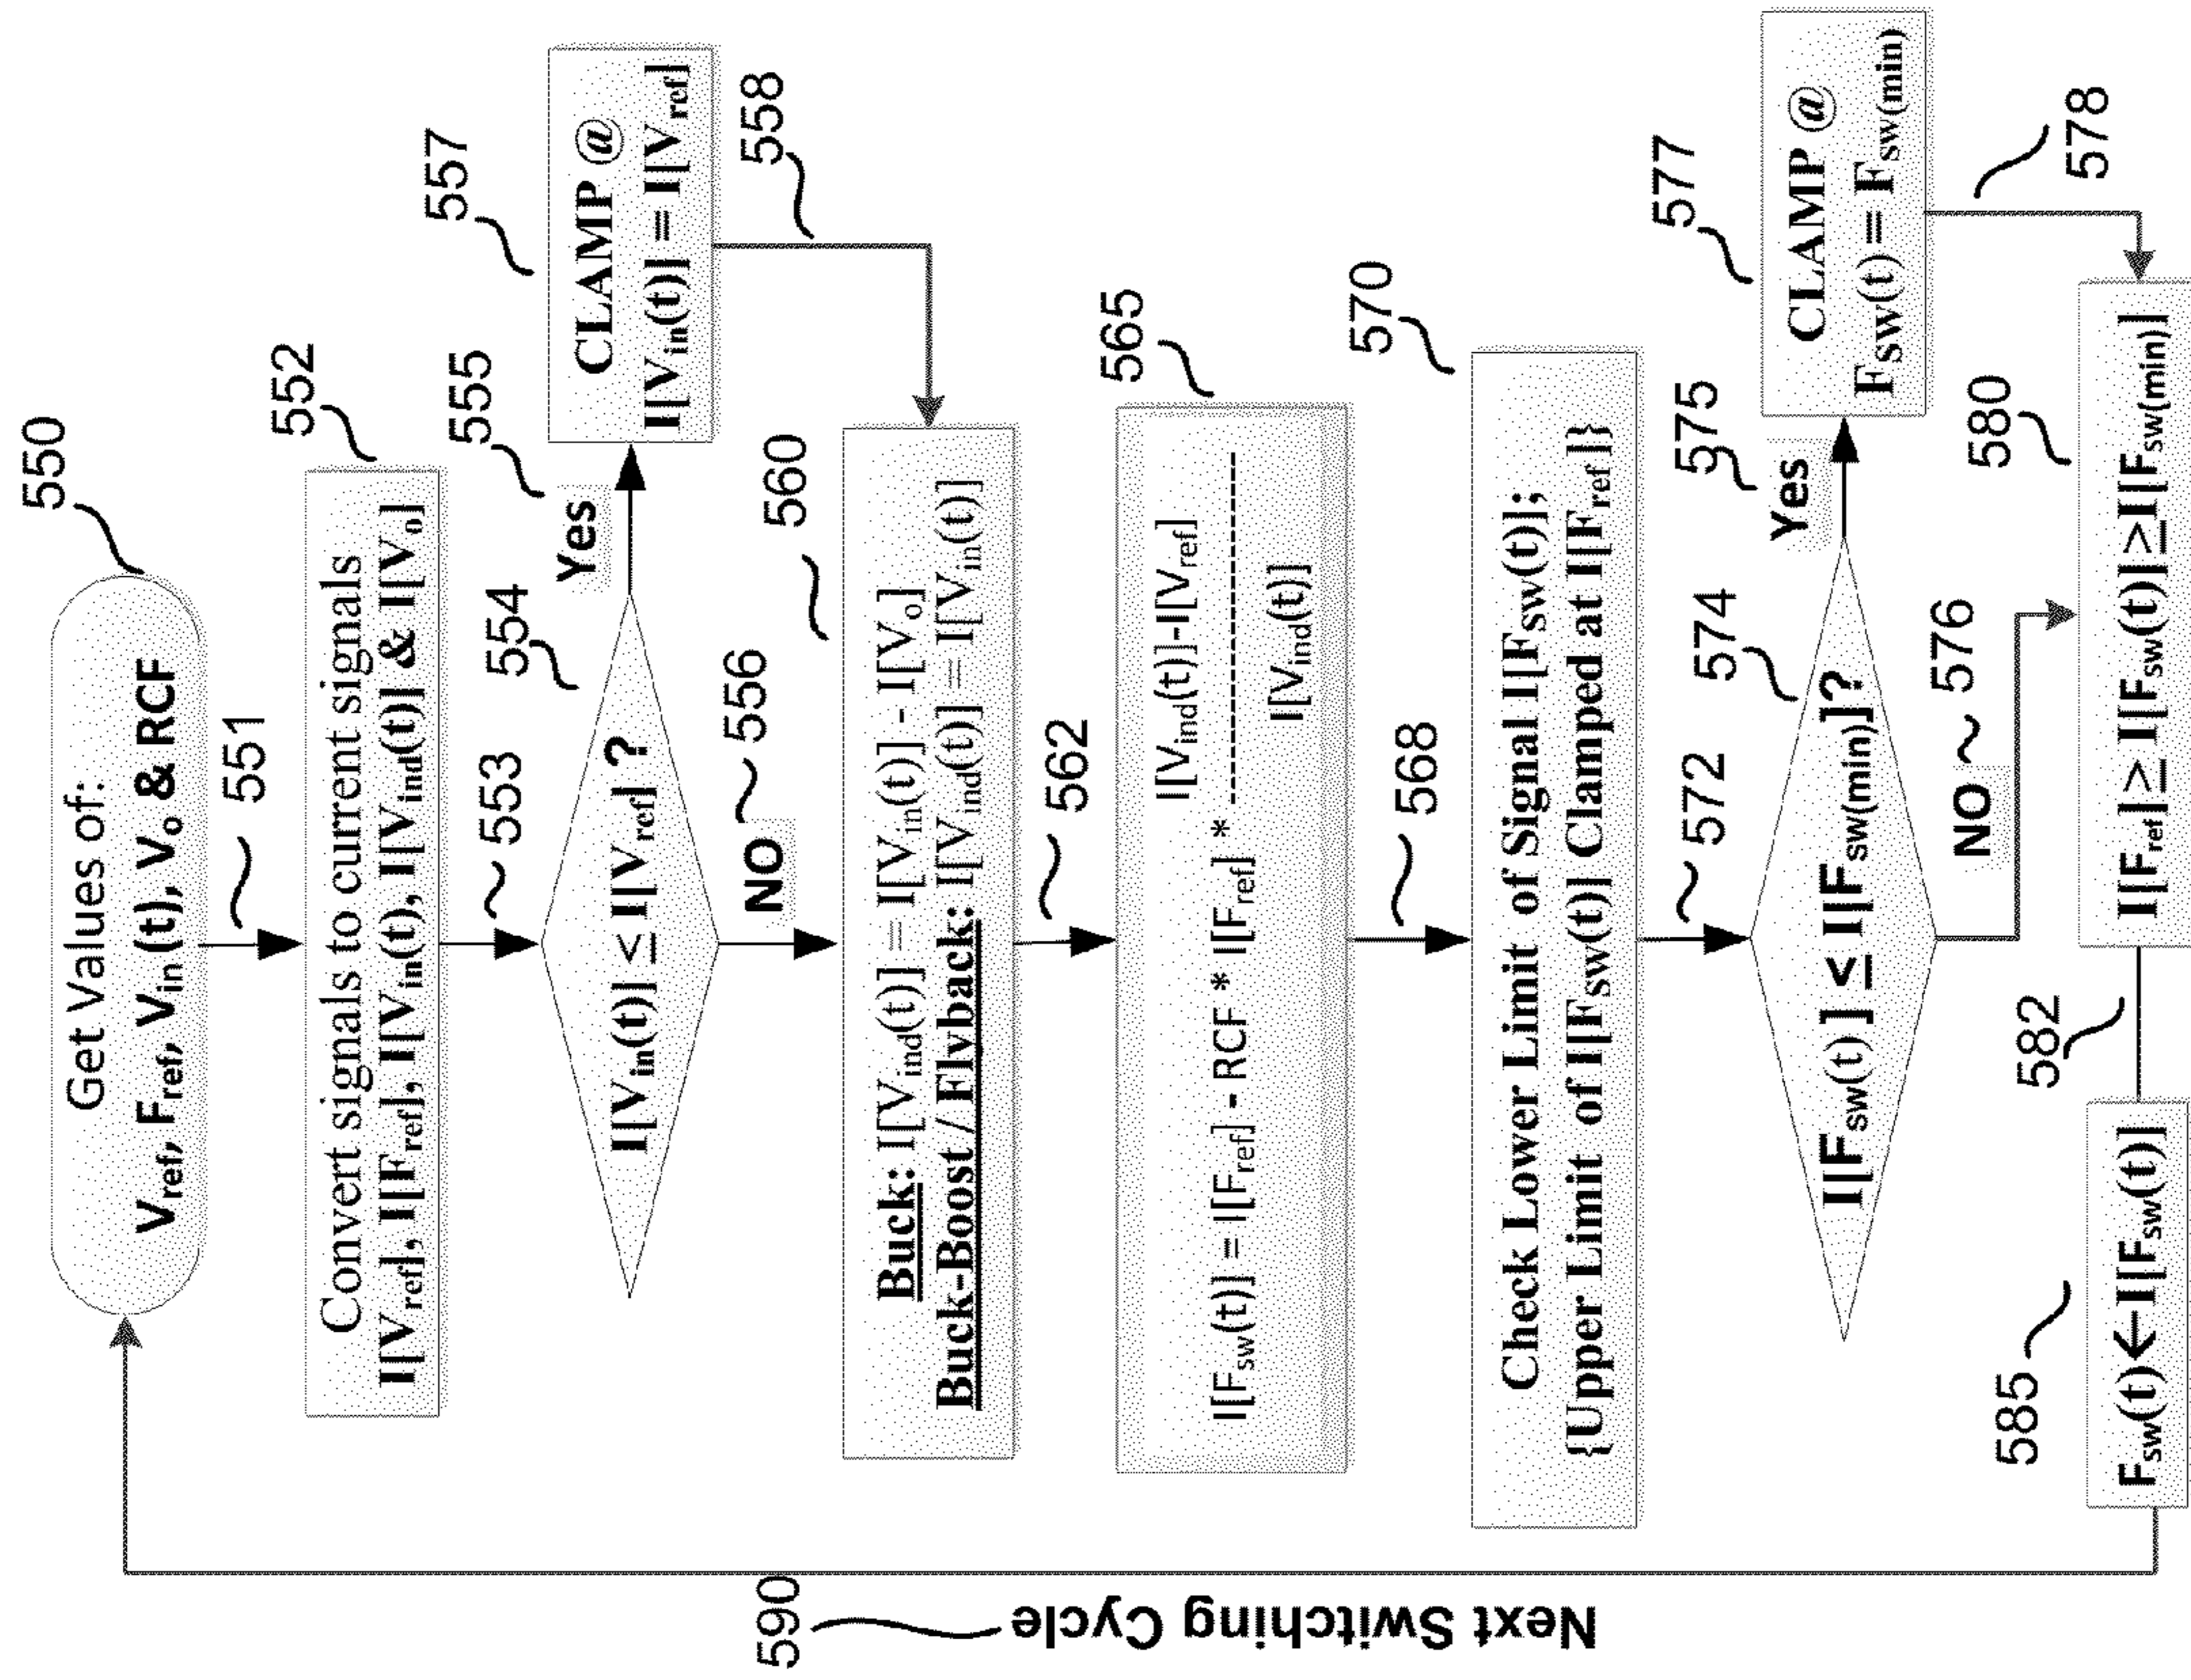 550
Get Values of:
Vref, Fref, Vin(t), Vo & RCF
551
552
Convert signals to current signals
I[Vref], I[Fref], I[Vin(t), I[Vind(t)] & I[Vo]
553
554
I[Vin(t)] ≤ I[Vref] ?
555
Yes
557
CLAMP @
I[Vin(t)] = I[Vref]
558
NO
556
560
Buck: I[Vind(t)] = I[Vin(t)] - I[Vo]
Buck-Boost / Flyback: I[Vind(t)] = I[Vin(t)]
562
565
I[Vind(t)]-I[Vref]
I[Fsw(t)] = I[Fref] - RCF * I[Fref] * --------------------
I[Vind(t)]
568
570
Check Lower Limit of Signal I[Fsw(t)];
{Upper Limit of I[Fsw(t)] Clamped at I[Fref]}
572
574
I[Fsw(t) ] ≤ I[Fsw(min)]?
575
Yes
577
CLAMP @
Fsw(t) = Fsw(min)
578
NO
576
580
I[Fref] ≥ I[Fsw(t)] ≥ I[Fsw(min)]
582
585
Fsw(t)←I[Fsw(t)]
590
Next Switching Cycle